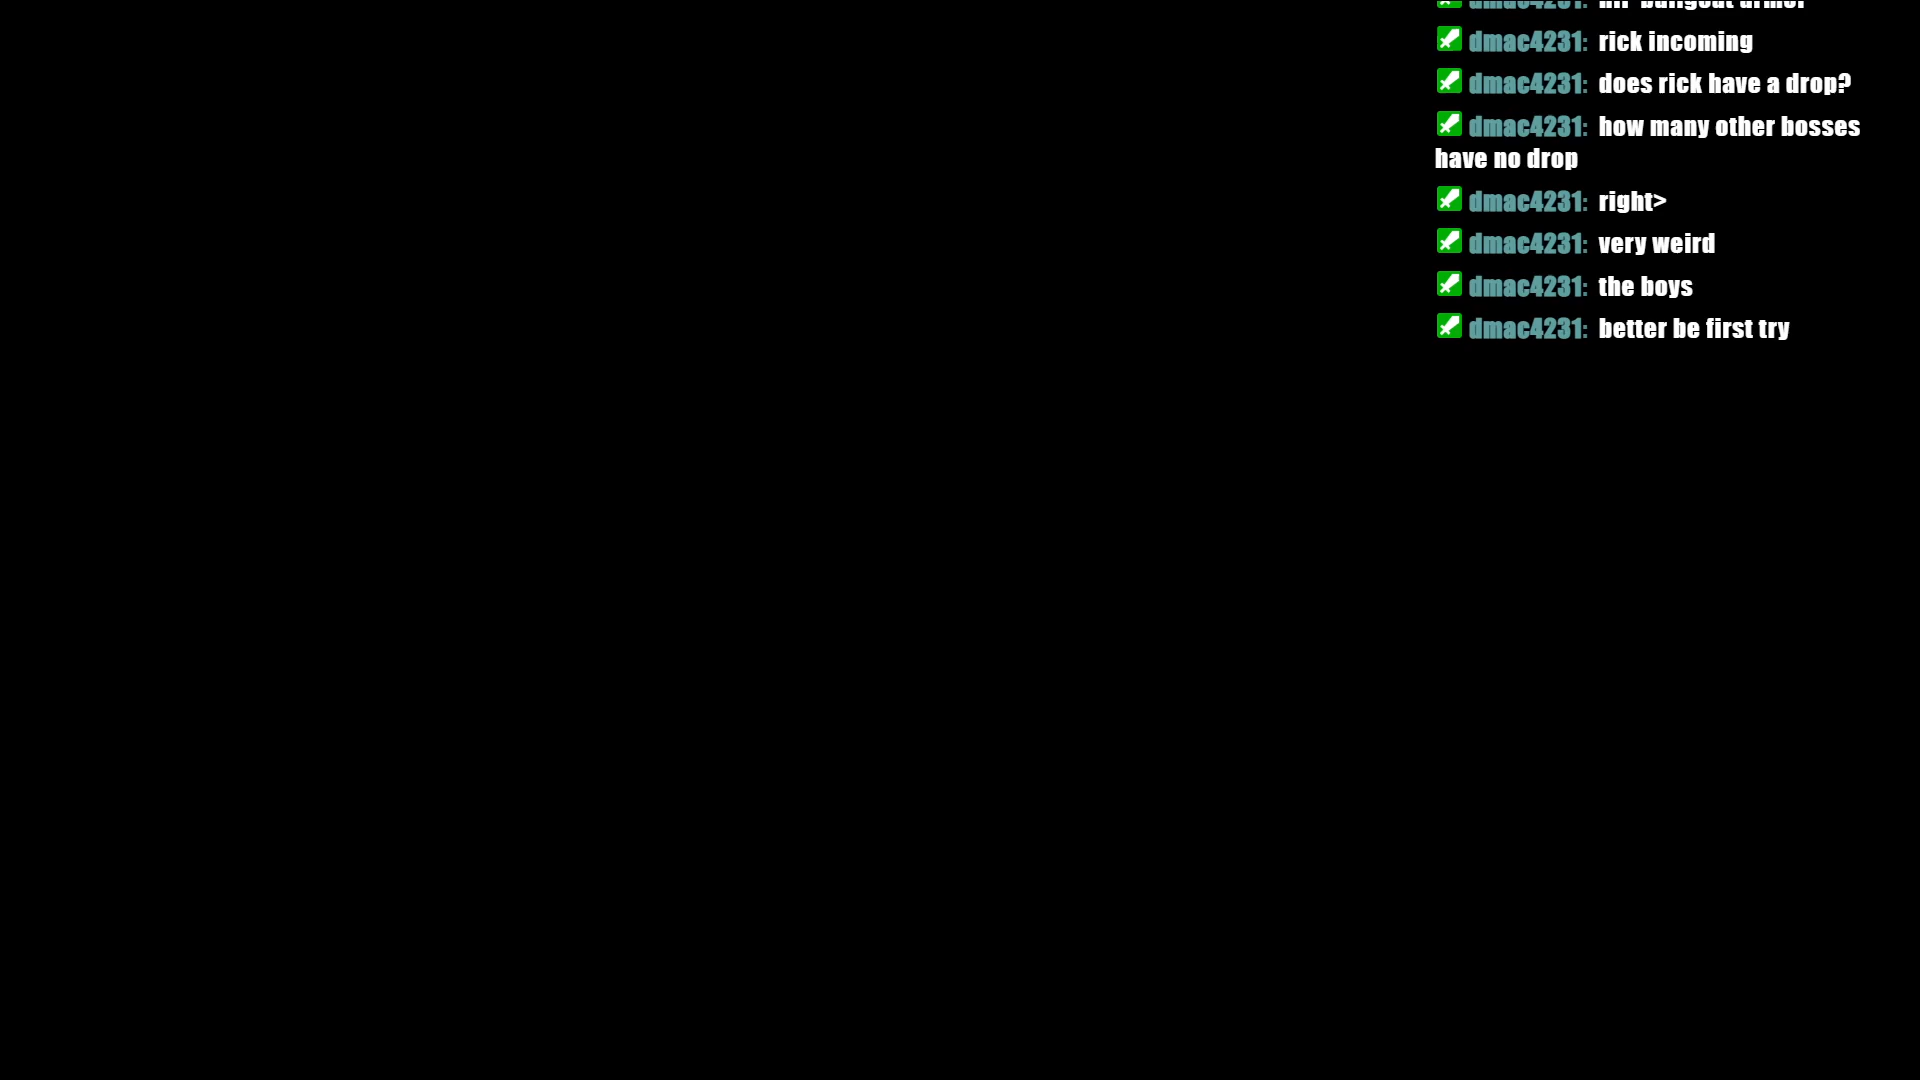 dmac4231:
dmac4231: rick incoming
dmac4231: does rick have a drop?
dmac4231: how many other bosses
have no drop
dmac4231: right>
dmac4231: very weird
dmac4231: the boys
dmac4231: better be first try